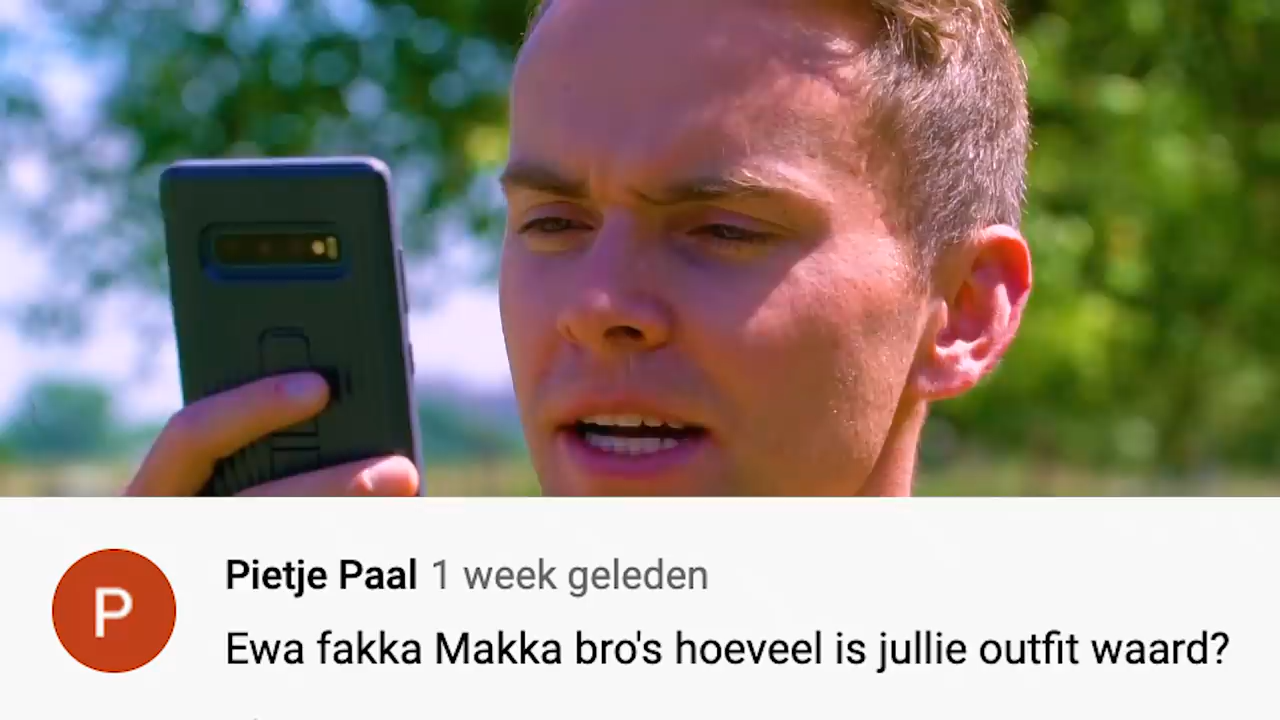 P
Pietje Paal 1 week geleden
Ewa fakka Makka bro's hoeveel is jullie outfit waard?